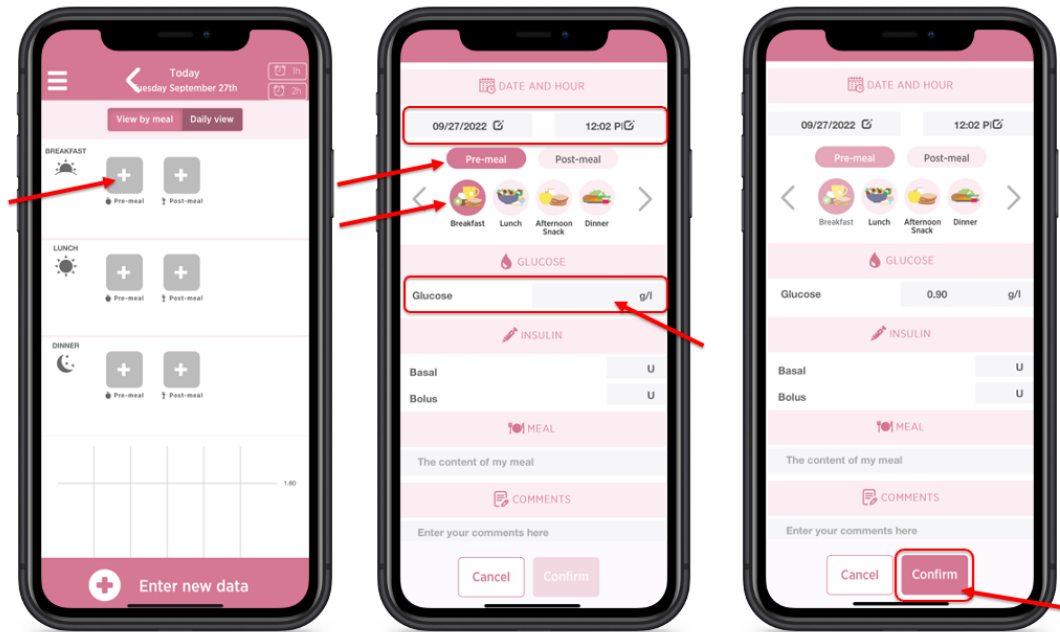 Today
Tuesday September 27th
1h
2h
View by meal
Daily view
BREAKFAST
Pre-meal
Post-meal
LUNCH
Pre-meal
Post-meal
DINNER
Pre-meal
Post-meal
1.80
Enter new data
DATE AND HOUR
09/27/2022
12:02 P
Pre-meal
Post-meal
Breakfast
Lunch
Afternoon
Snack
Dinner
GLUCOSE
Glucose g/l
INSULIN
Basal U
Bolus U
MEAL
The content of my meal
COMMENTS
Enter your comments here
Cancel
Confirm
DATE AND HOUR
09/27/2022
12:02 P
Pre-meal
Post-meal
Breakfast
Lunch
Afternoon
Snack
Dinner
GLUCOSE
Glucose 0.90 g/l
INSULIN
Basal U
Bolus U
MEAL
The content of my meal
COMMENTS
Enter your comments here
Cancel
Confirm